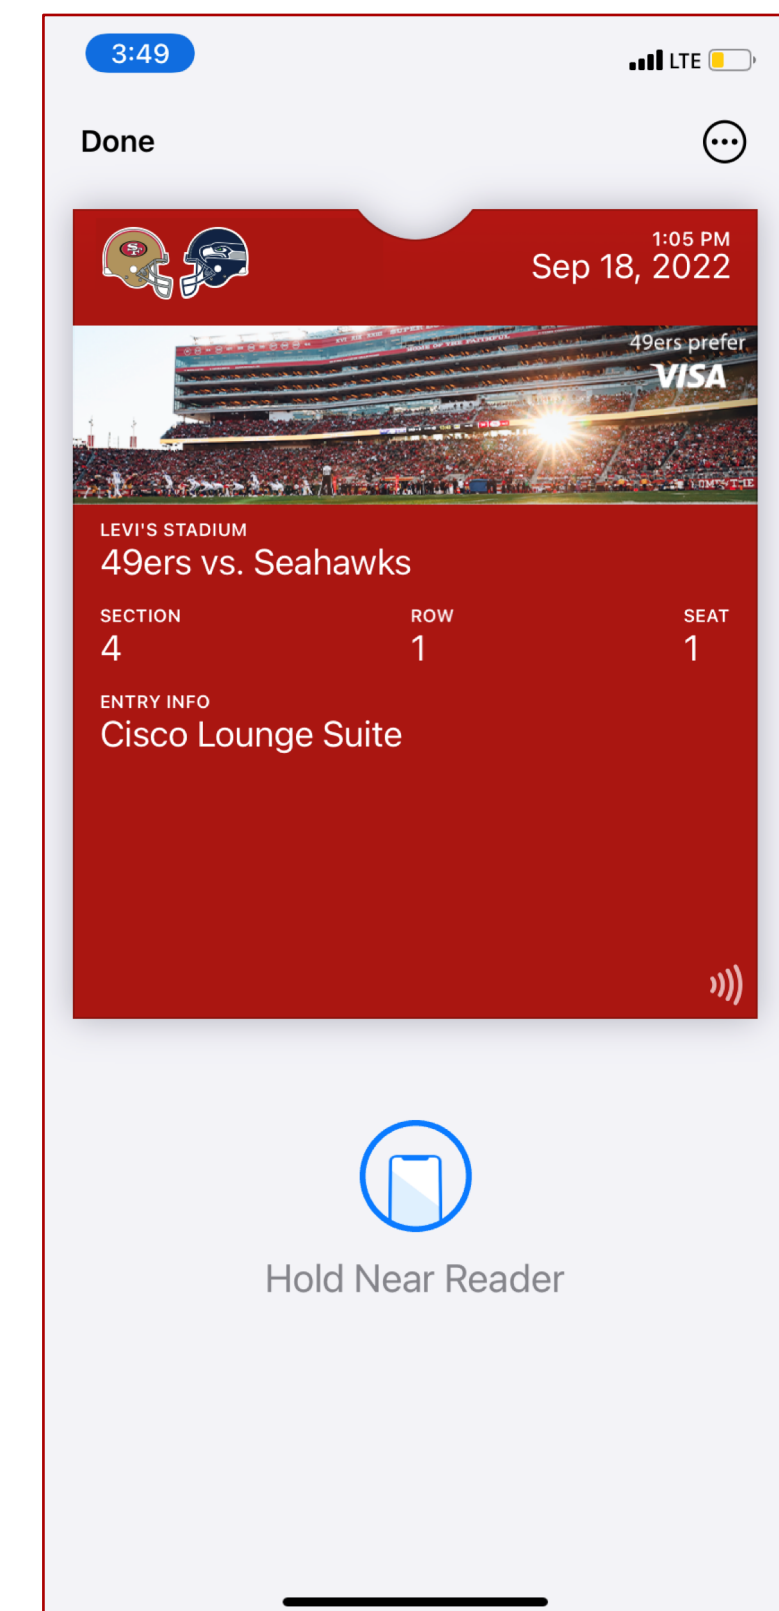 3:49
LTE
Done
1:05 PM
Sep 18, 2022
49ers prefer
VISA
LEVI'S STADIUM
49ers vs. Seahawks
SECTION ROW SEAT
4 1 1
ENTRY INFO
Cisco Lounge Suite
Hold Near Reader